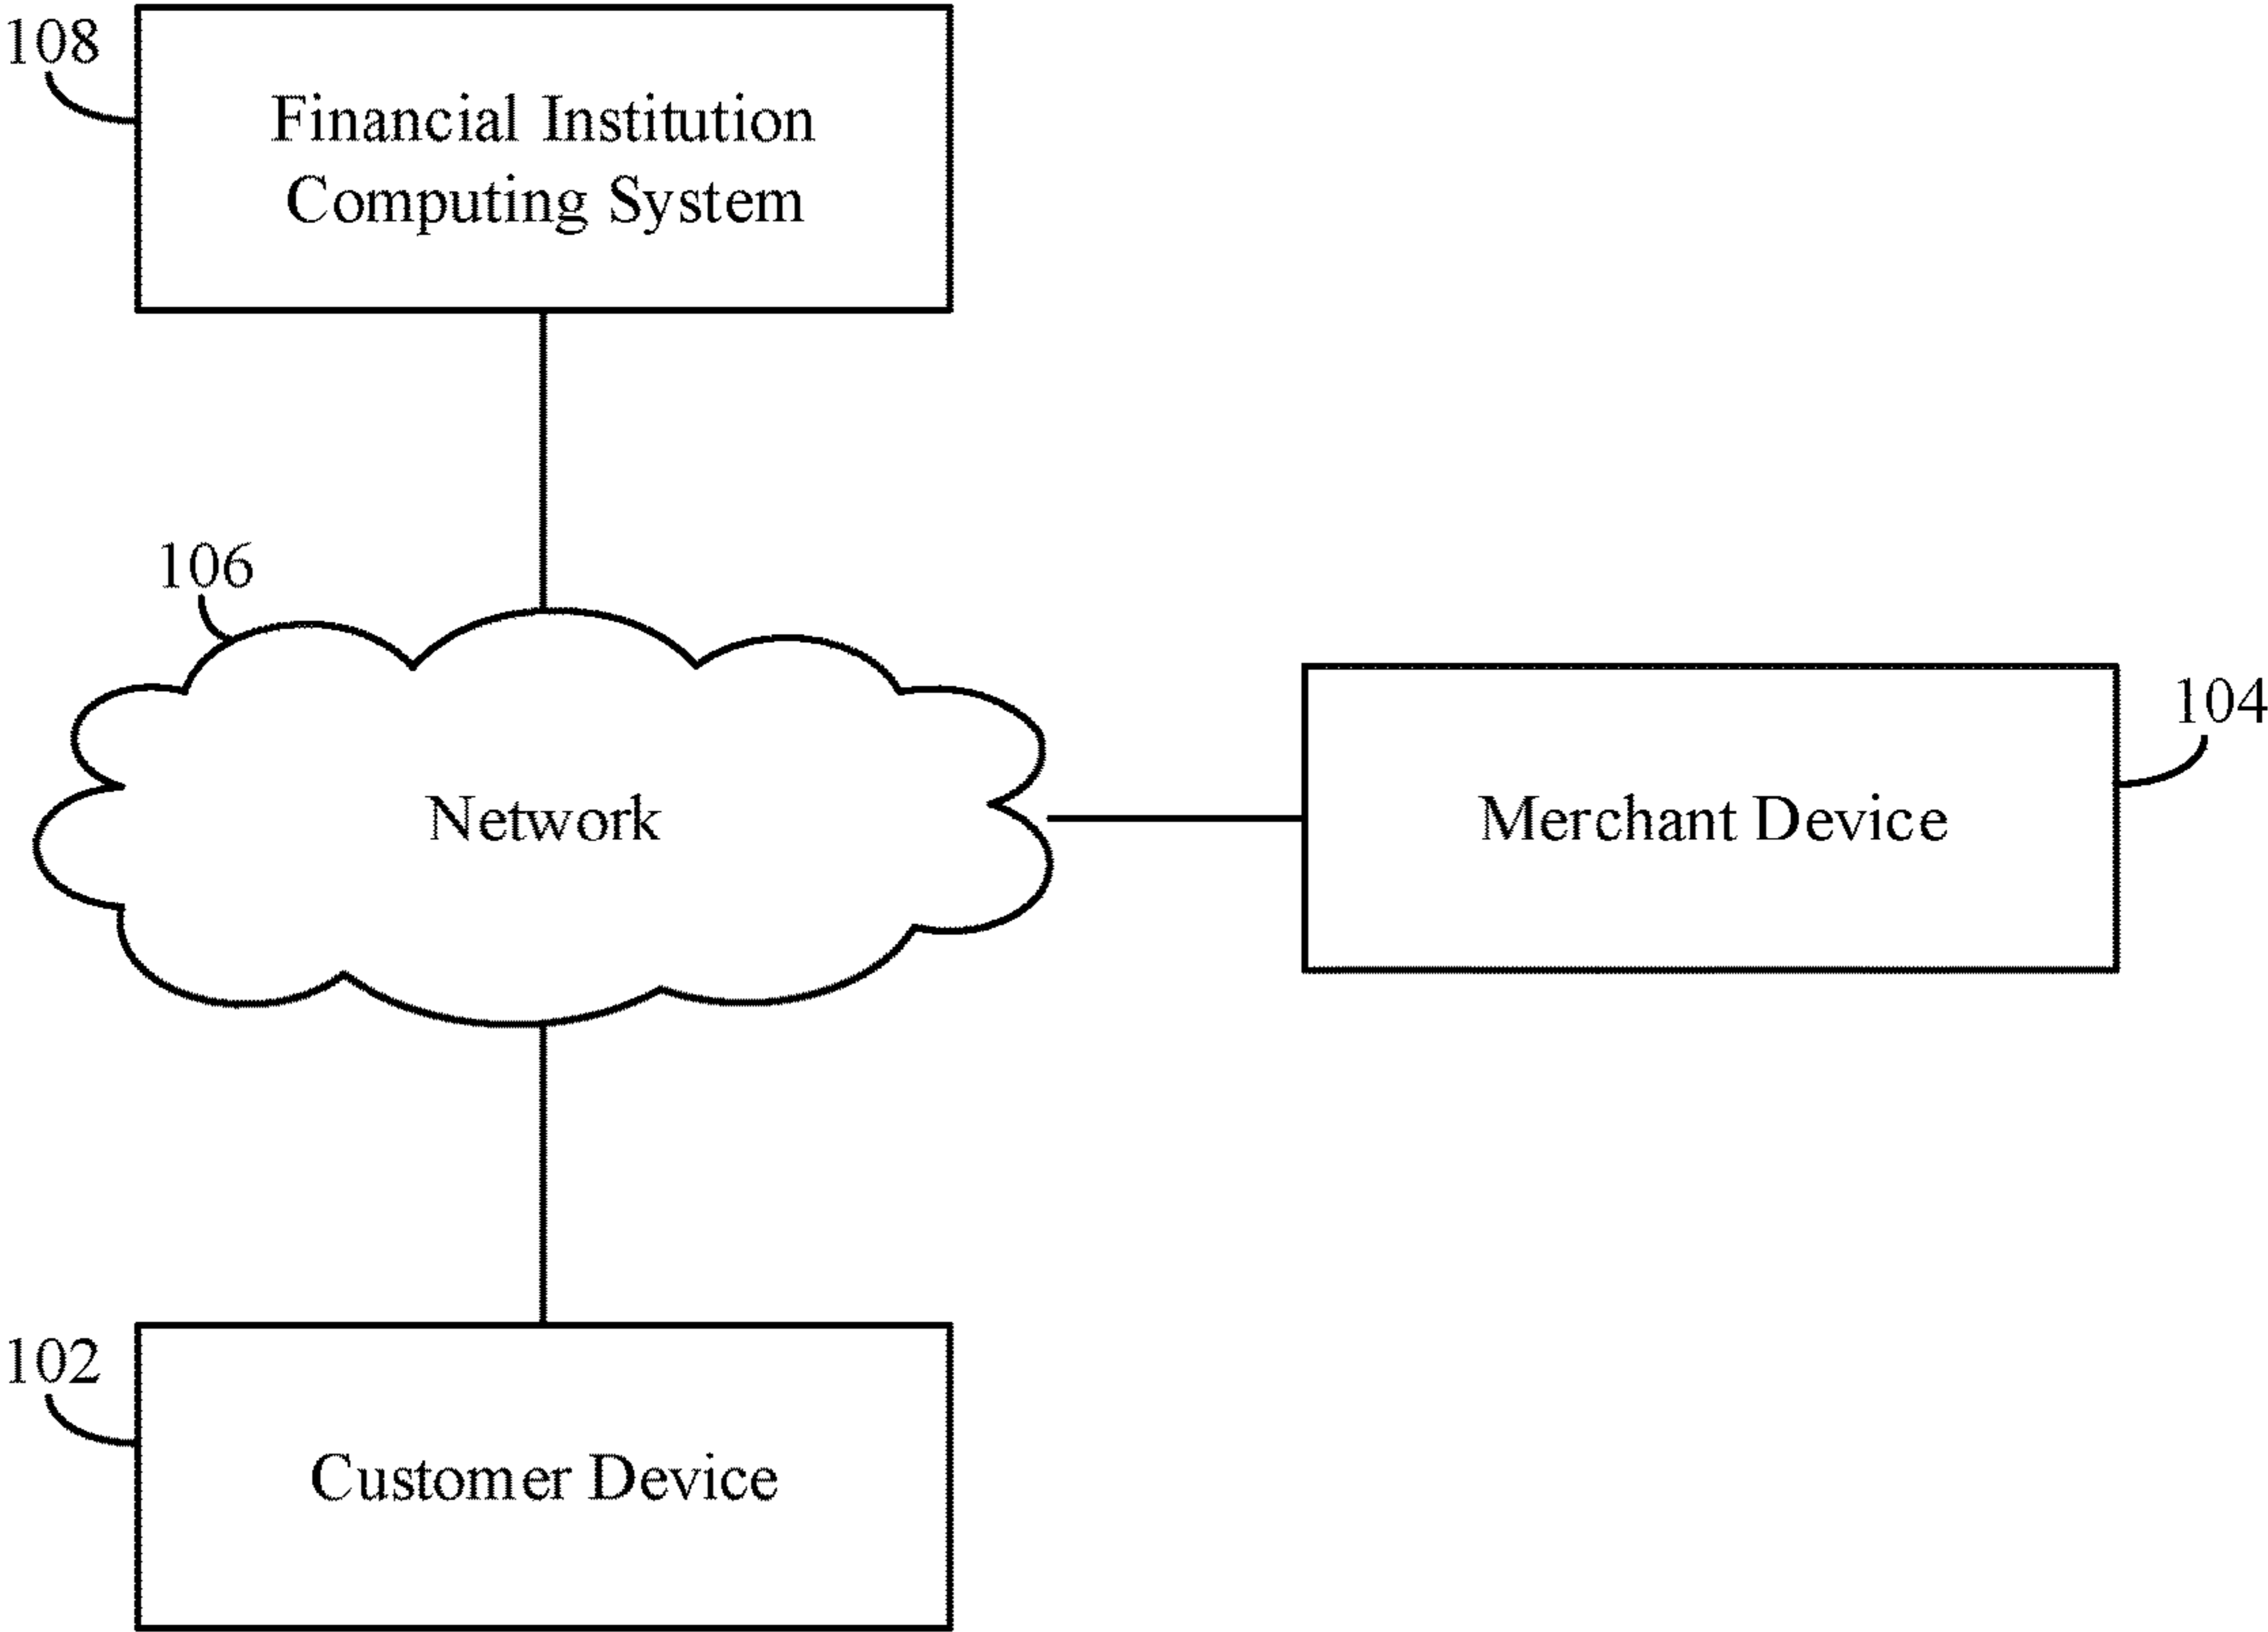 108
Financial Institution
Computing System
106
Network
Merchant Device
104
102
Customer Device